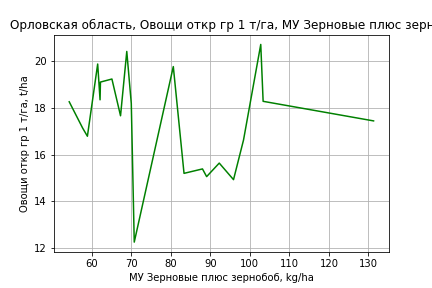 Орловская область, Овощи откр гр 1 т/га, МУ Зерновые плюс зерн
Овощи откр гр 1 т/га, t/ha
20
18
16
14
12
60 70 80 90 100 110 120 130
МУ Зерновые плюс зернобоб, kg/ha